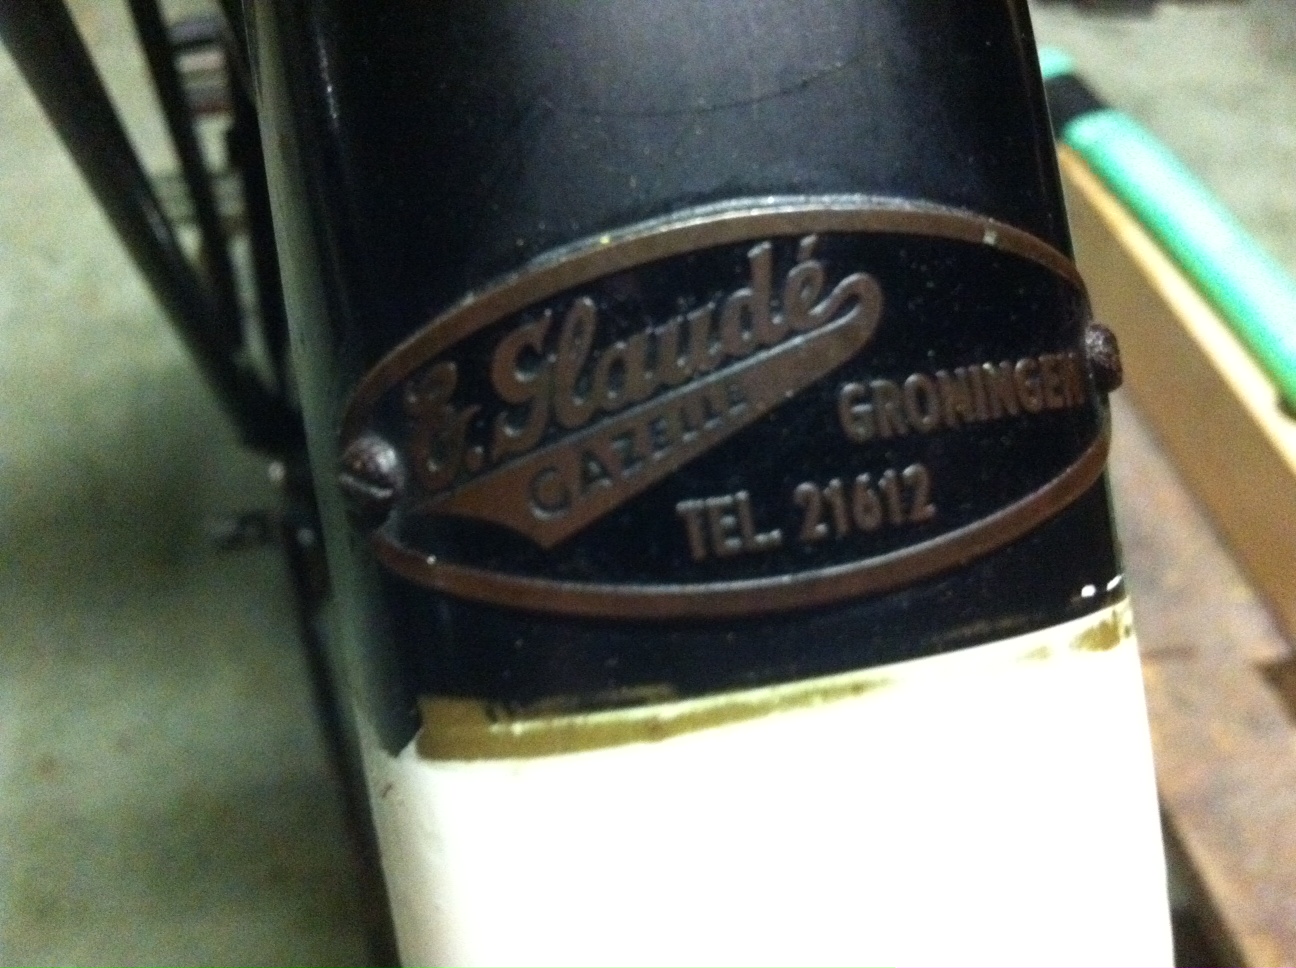 G. Glaudé
GAZELLE
GRONINGEN
TEL. 21612